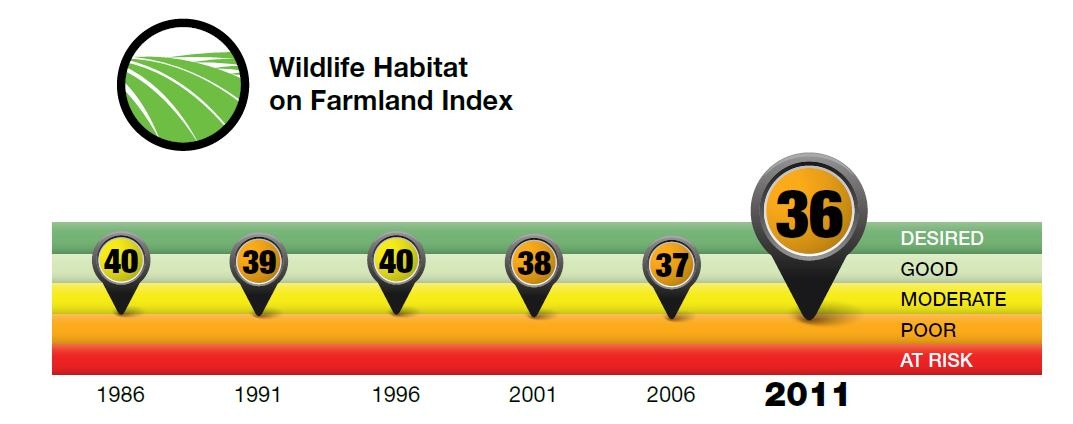 Wildlife Habitat
on Farmland Index
40 39 40 38 37 36
DESIRED
GOOD
MODERATE
POOR
AT RISK
1986 1991 1996 2001 2006 2011